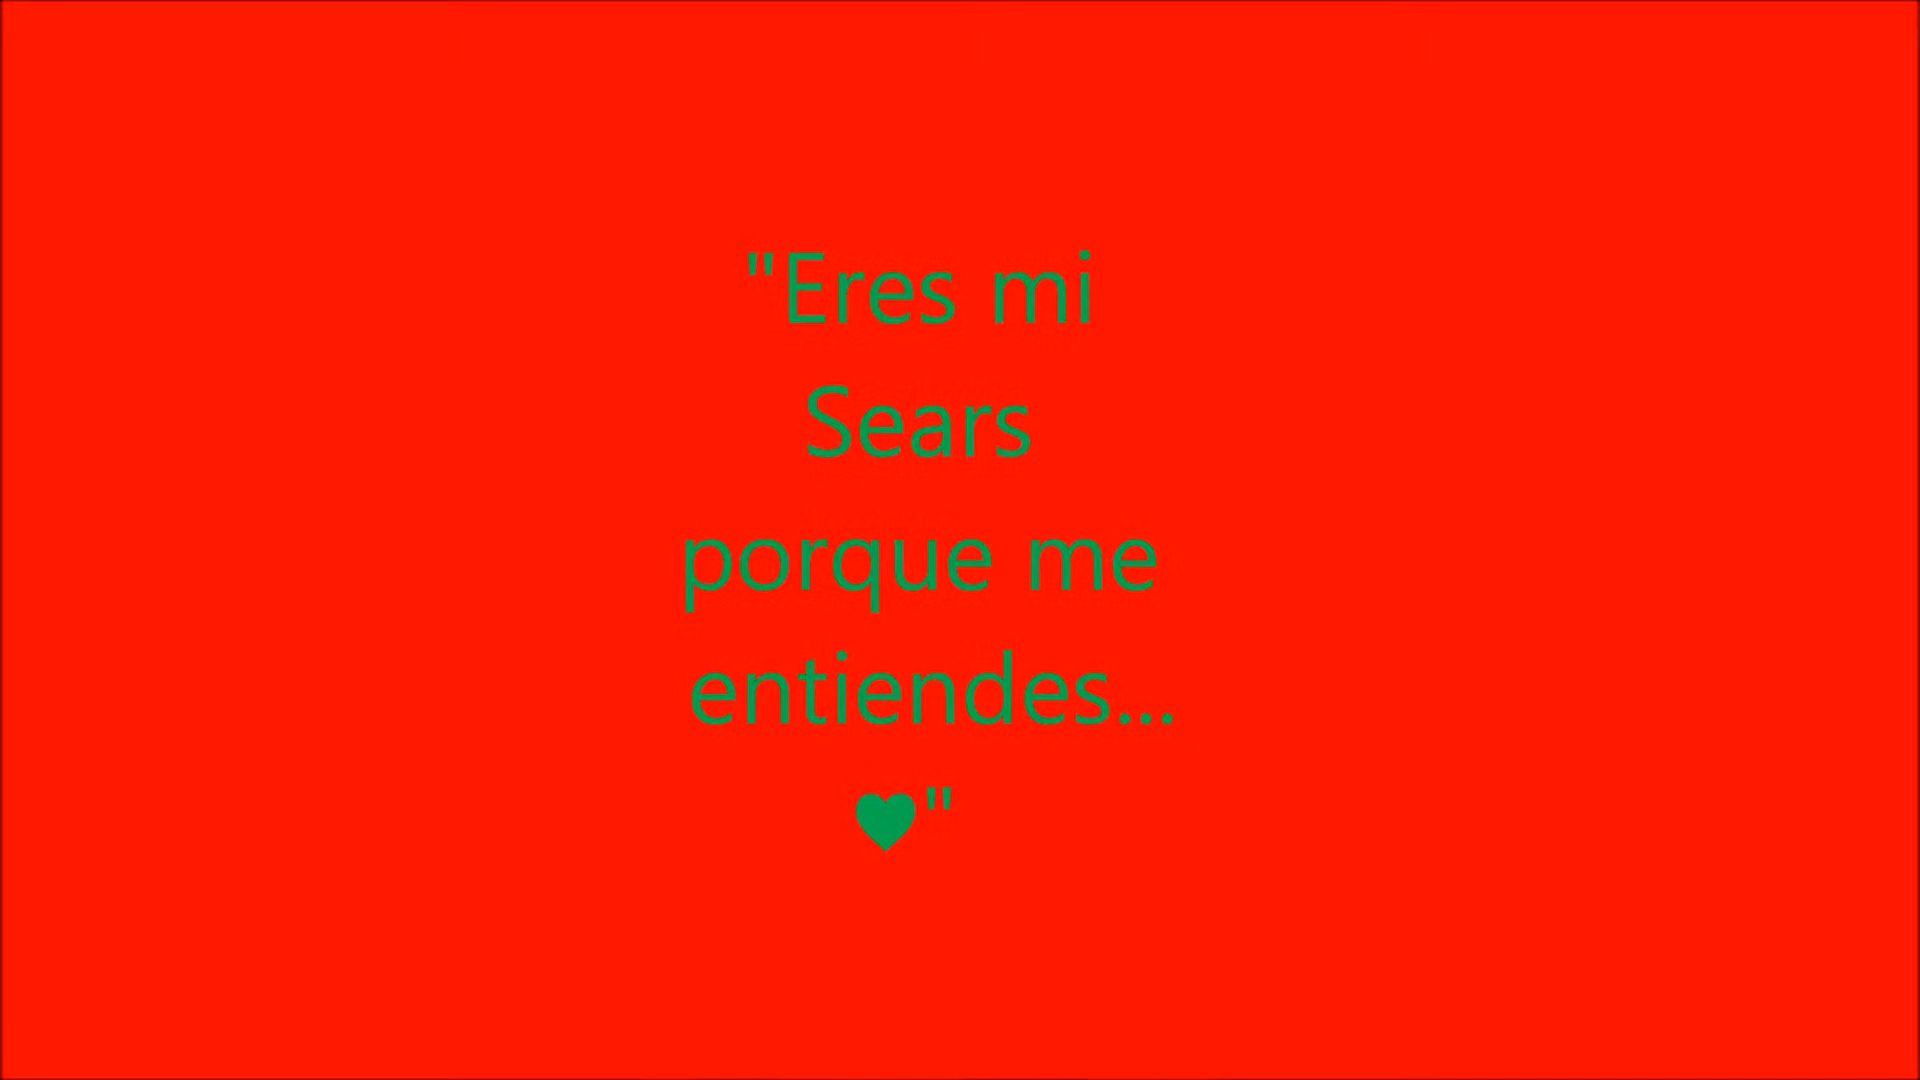 "Eres mi
Sears
porque me
entiendes...
♥"